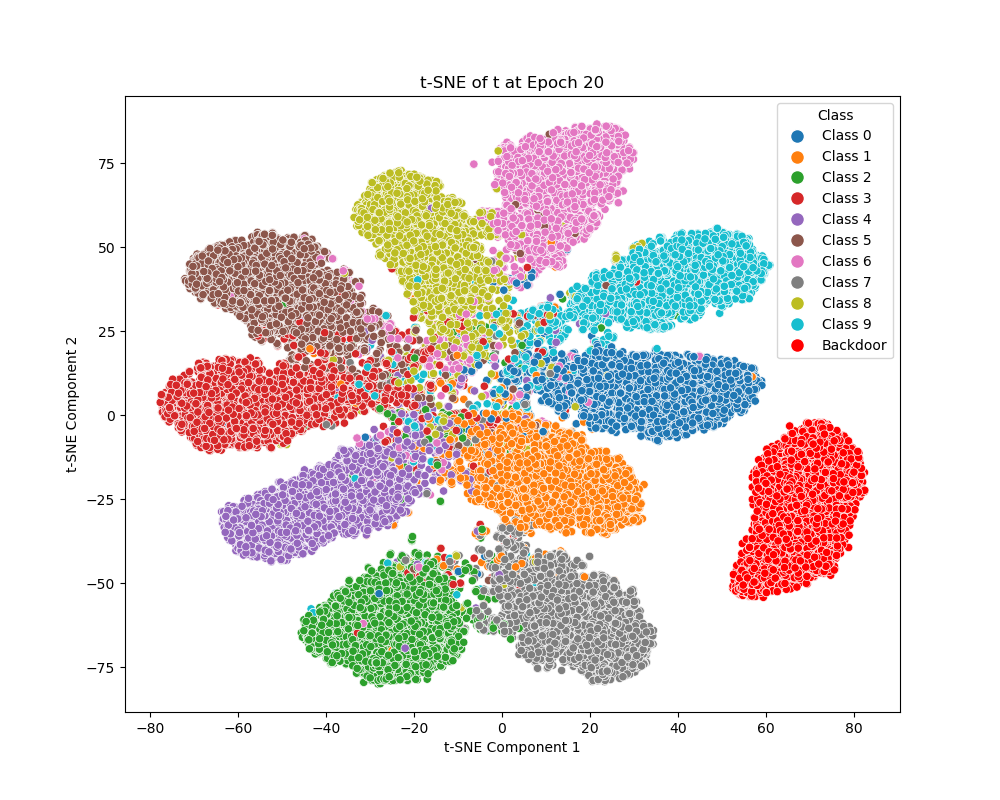 t-SNE of t at Epoch 20
Class
Class 0
Class 1
Class 2
Class 3
Class 4
Class 5
Class 6
Class 7
Class 8
Class 9
Backdoor
75
50
25
0
−25
−50
−75
t-SNE Component 2
−80 −60 −40 −20 0 20 40 60 80
t-SNE Component 1